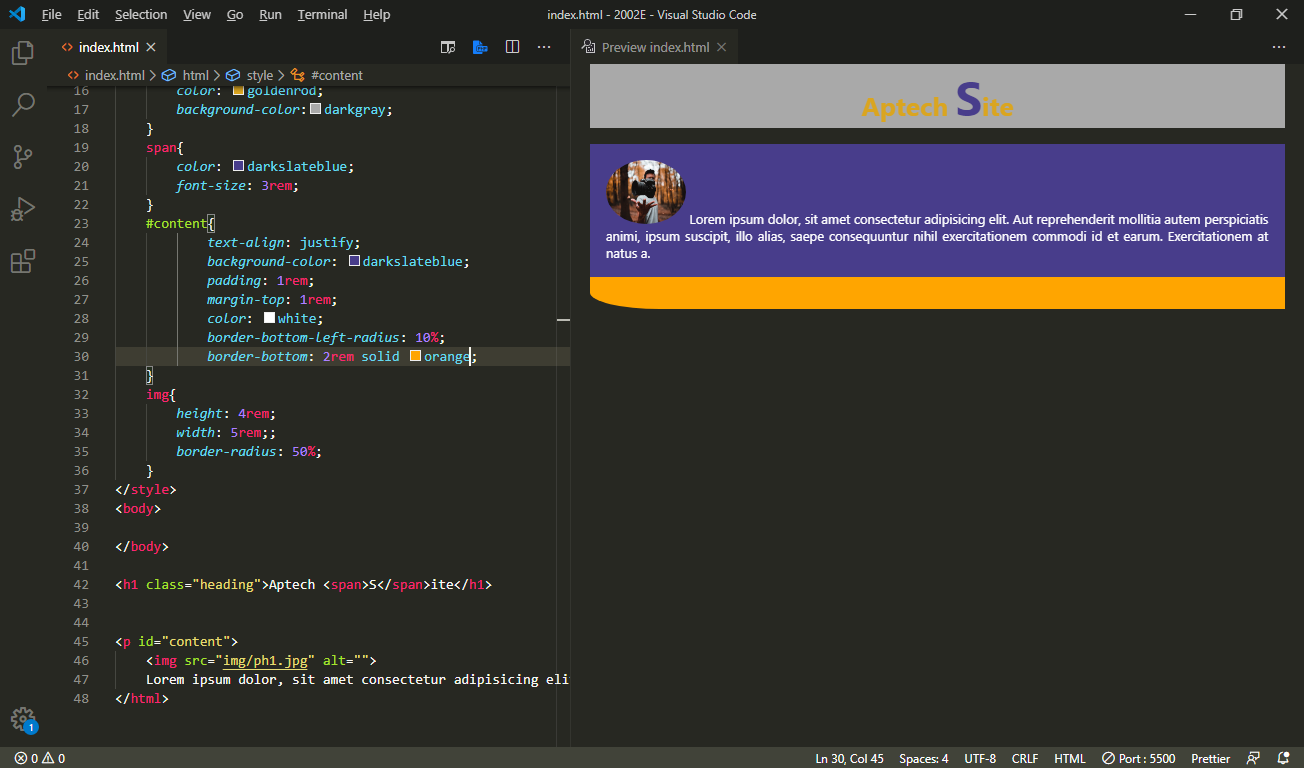 File Edit Selection View Go Run Terminal Help index.html - 2002E - Visual Studio Code
index.html
Preview index.html
index.html > html > style > #content
16 color: goldenrod;
17 background-color: darkgray;
18 }
19 span{
20 color: darkslateblue;
21 font-size: 3rem;
22 }
23 #content{
24 text-align: justify;
25 background-color: darkslateblue;
26 padding: 1rem;
27 margin-top: 1rem;
28 color: white;
29 border-bottom-left-radius: 10%;
30 border-bottom: 2rem solid orange;
31 }
32 img{
33 height: 4rem;
34 width: 5rem;;
35 border-radius: 50%;
36 }
37 </style>
38 <body>
39
40 </body>
41
42 <h1 class="heading">Aptech <span>S</span>ite</h1>
43
44
45 <p id="content">
46 <img src="img/ph1.jpg" alt="">
47 Lorem ipsum dolor, sit amet consectetur adipisicing eli
48 </html>
Aptech Site
Lorem ipsum dolor, sit amet consectetur adipisicing elit. Aut reprehenderit mollitia autem perspiciatis
animi, ipsum suscipit, illo alias, saepe consequuntur nihil exercitationem commodi id et earum. Exercitationem at
natus a.
1
0 0 Ln 30, Col 45 Spaces: 4 UTF-8 CRLF HTML Port : 5500 Prettier